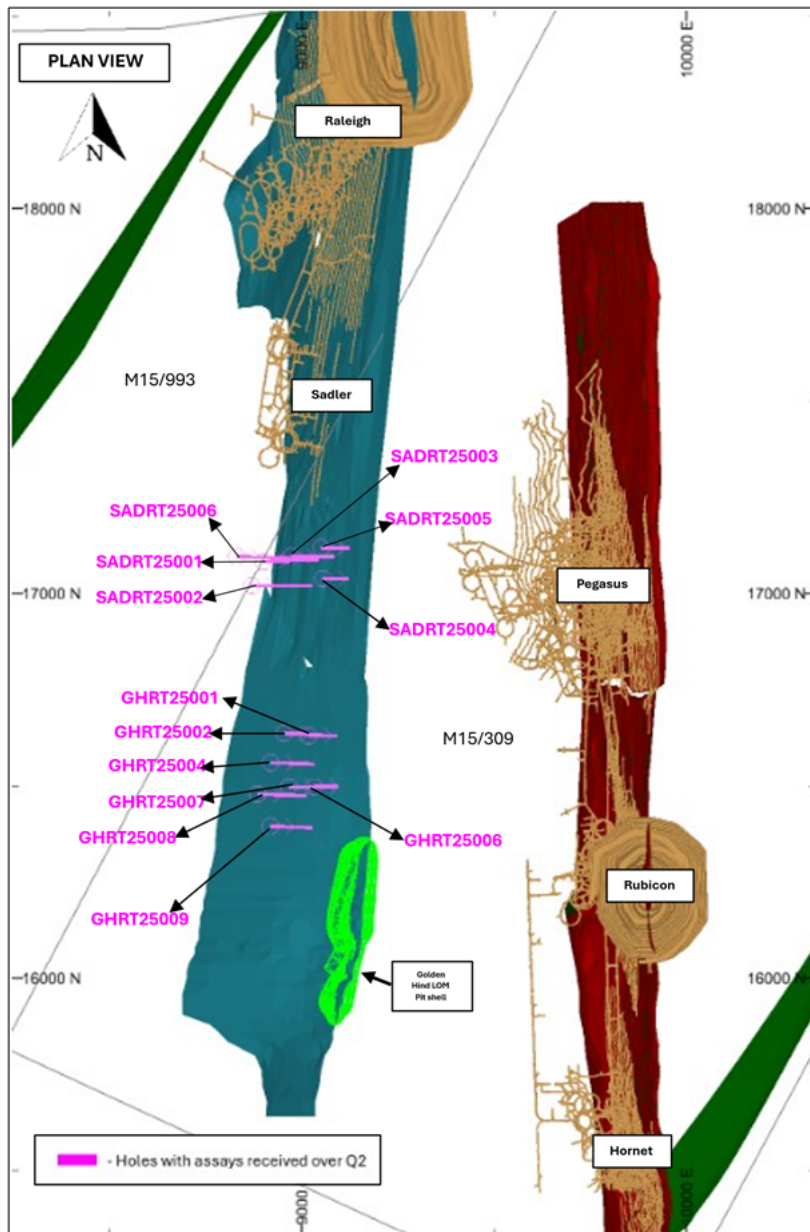 PLAN VIEW
N
9000 E
10000 E
Raleigh
18000 N
18000 N
M15/993
Sadler
SADRT25003
SADRT25006
SADRT25005
SADRT25001
17000 N
17000 N
Pegasus
SADRT25002
SADRT25004
GHRT25001
GHRT25002
M15/309
GHRT25004
GHRT25007
GHRT25008
GHRT25006
Rubicon
GHRT25009
16000 N
16000 N
Golden
Hind LOM
Pit shell
Hornet
- Holes with assays received over Q2
9000
0000 E